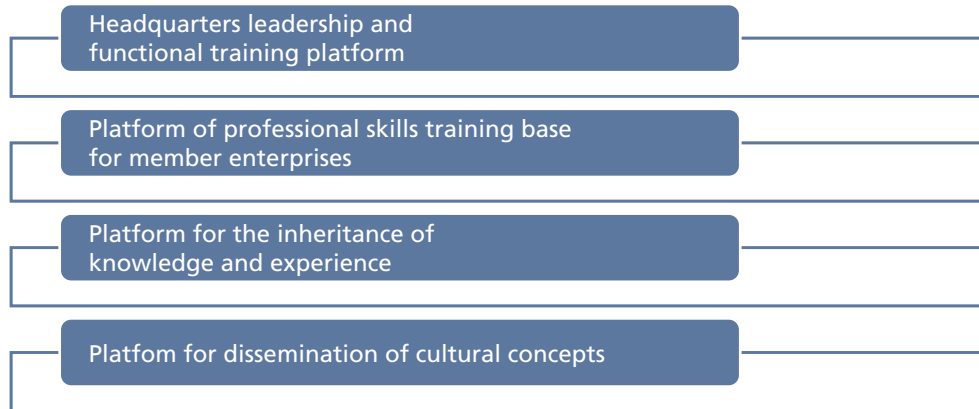 Headquarters leadership and
functional training platform
Platform of professional skills training base
for member enterprises
Platform for the inheritance of
knowledge and experience
Platfom for dissemination of cultural concepts